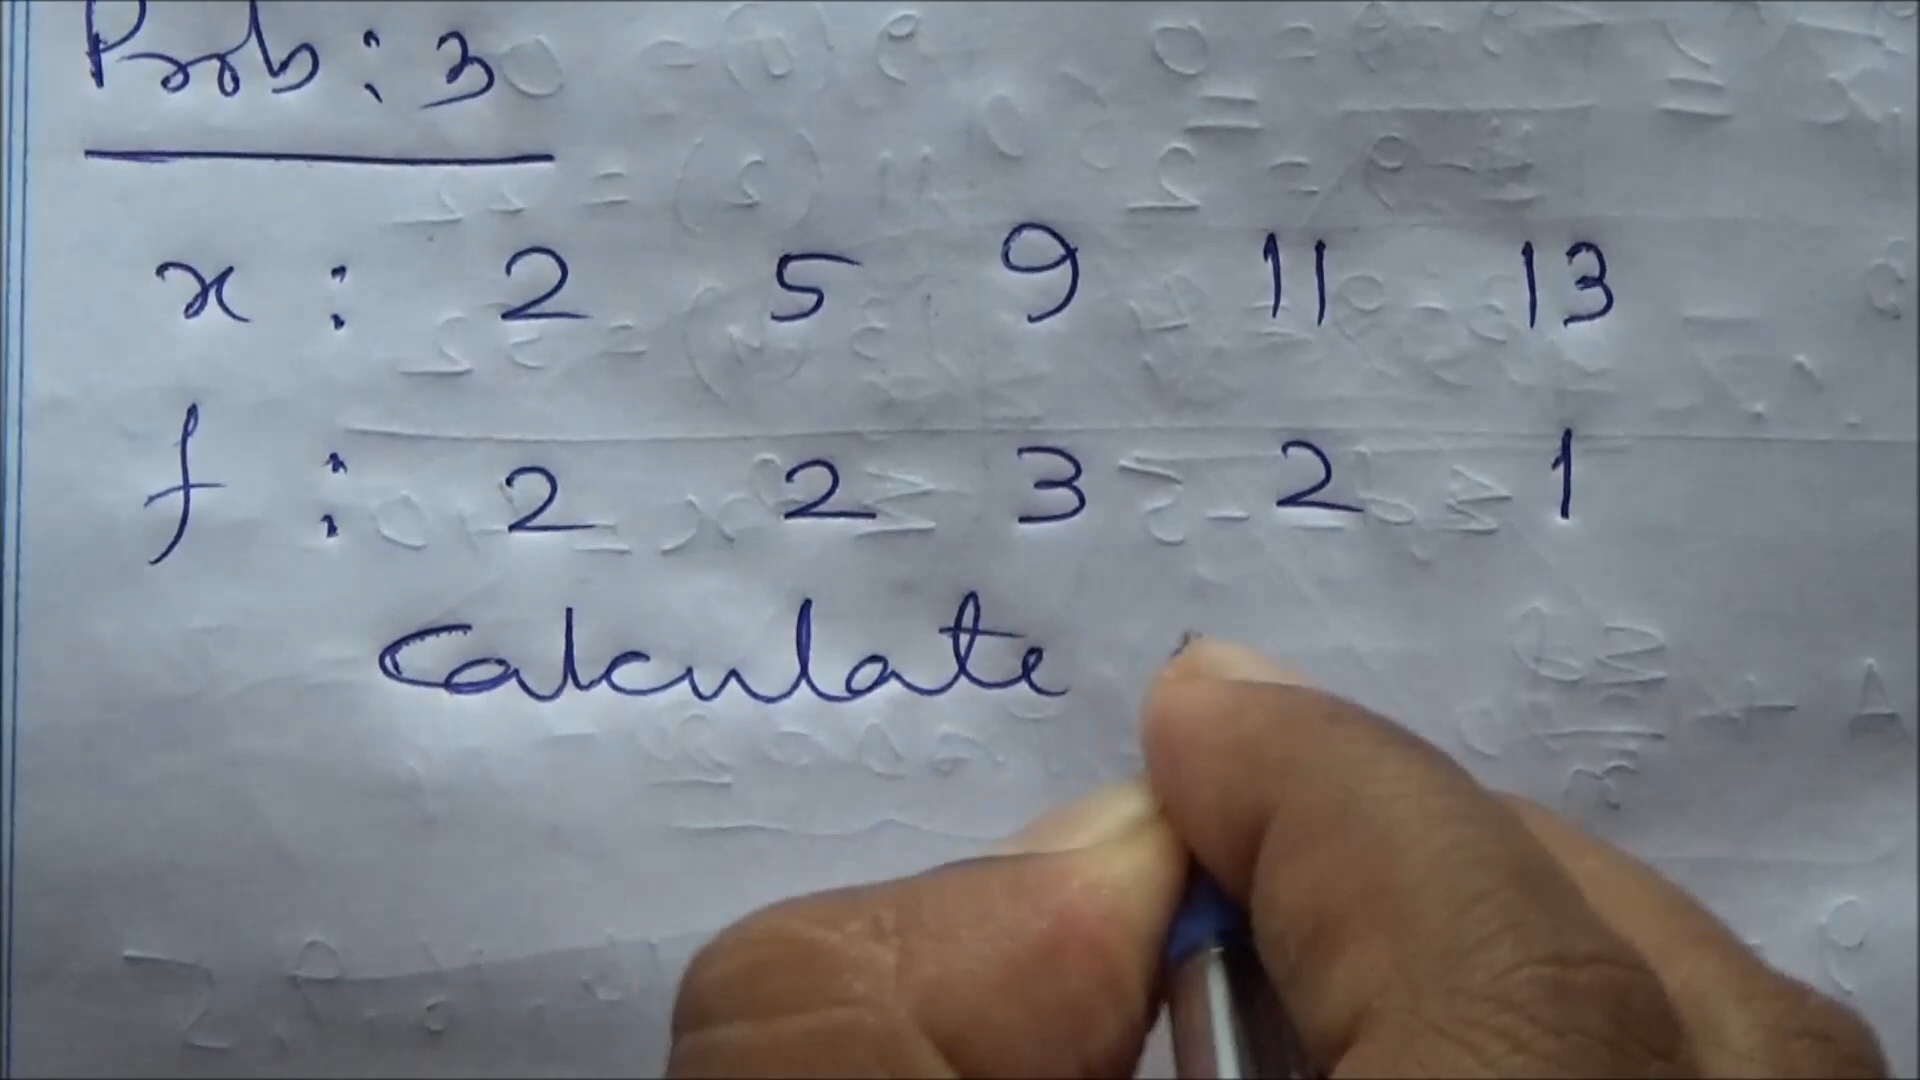 Prob : 3
x : 2 5 9 11 13
f : 2 2 3 2 1
Calculate